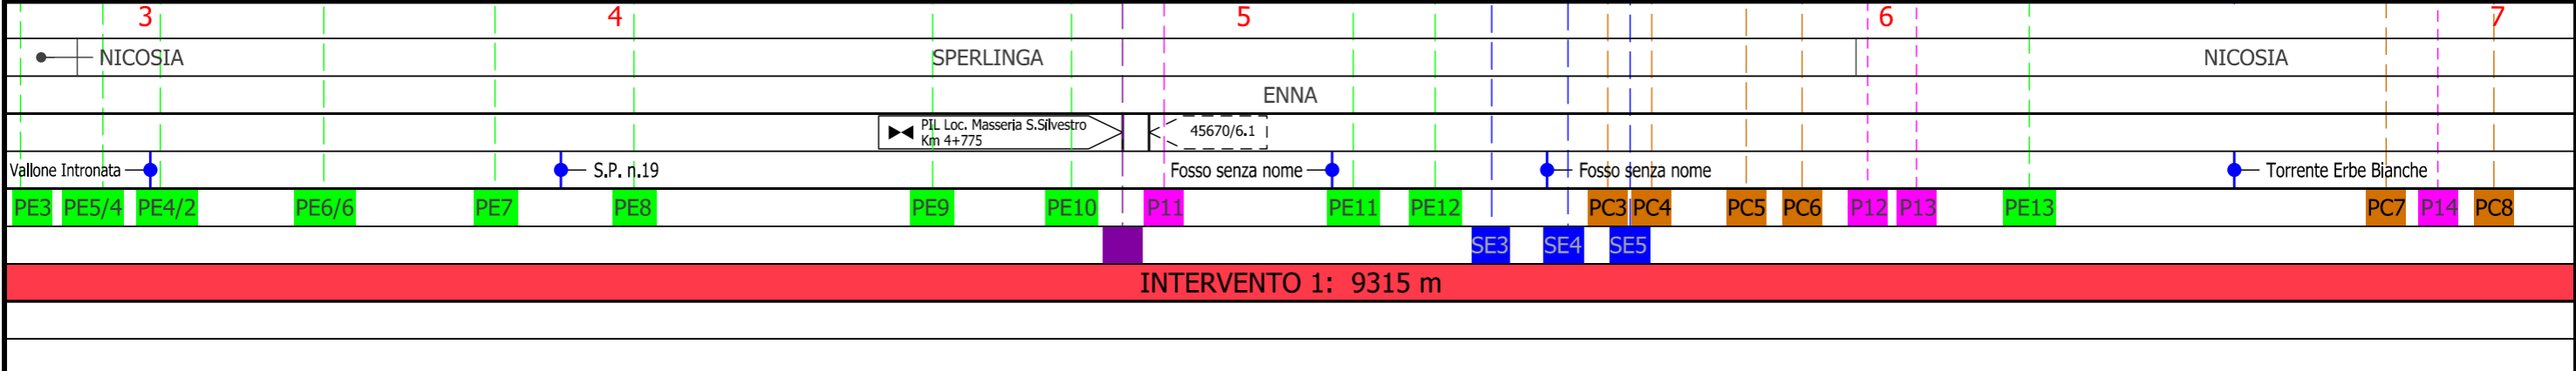 3 4 5 6 7
NICOSIA SPERLINGA NICOSIA
ENNA
PIL Loc. Masseria S.Silvestro
Km 4+775
45670/6.1
Vallone Intronata S.P. n.19 Fosso senza nome Fosso senza nome Torrente Erbe Bianche
PE3 PE5/4 PE4/2 PE6/6 PE7 PE8 PE9 PE10 P11 PE11 PE12 PC3 PC4 PC5 PC6 P12 P13 PE13 PC7 P14 PC8
SE3 SE4 SE5
INTERVENTO 1: 9315 m